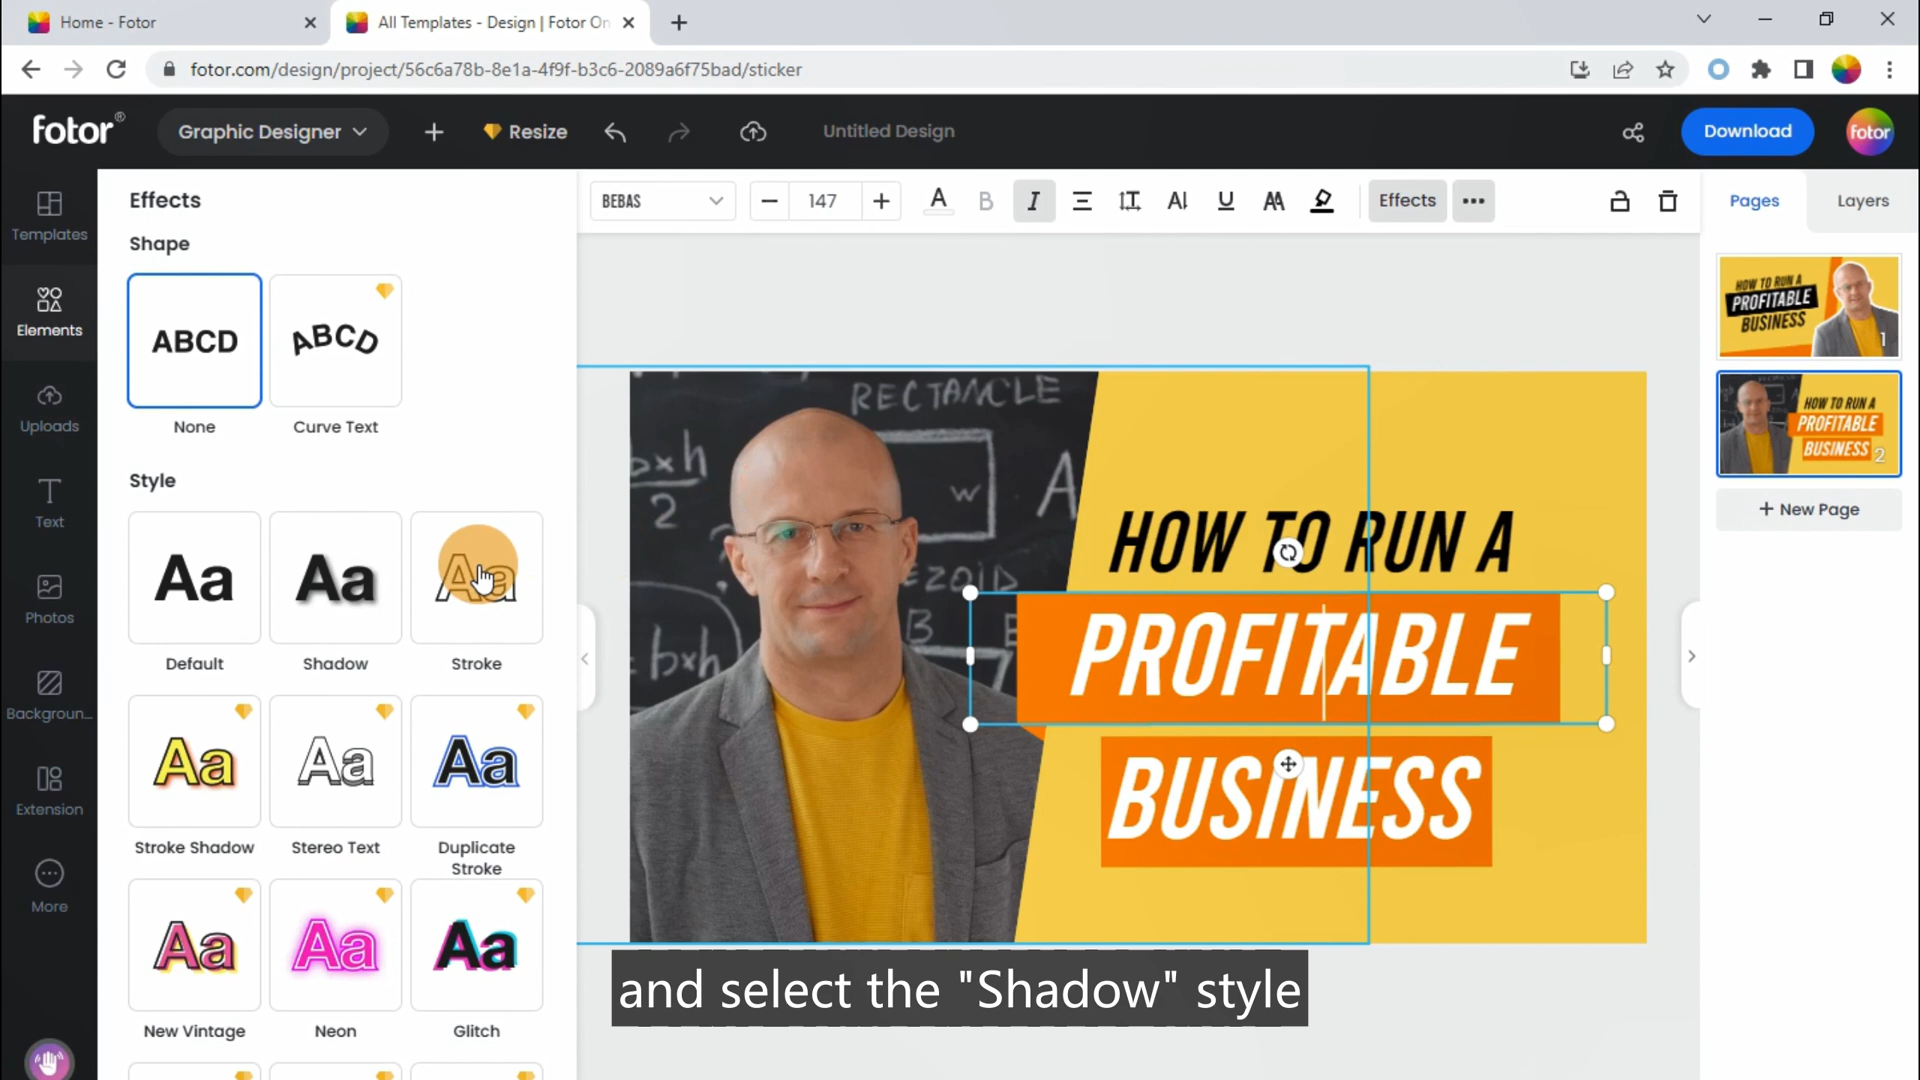 Home - Fotor
All Templates - Design | Fotor On
fotor.com/design/project/56c6a78b-8e1a-4f9f-b3c6-2089a6f75bad/sticker
fotor®
Graphic Designer
Resize
Untitled Design
Download
fotor
Templates
Elements
Uploads
Text
Photos
Backgroun...
Extension
More
Effects
Shape
ABCD
ABCD
None
Curve Text
Style
Aa
Aa
Aa
Default
Shadow
Stroke
Aa
Aa
Aa
Stroke Shadow
Stereo Text
Duplicate
Stroke
Aa
Aa
Aa
New Vintage
Neon
Glitch
BEBAS
147
A
B
I
U
Effects
Pages
Layers
HOW TO RUN A
PROFITABLE
BUSINESS
1
HOW TO RUN A
PROFITABLE
BUSINESS
2
+ New Page
RECTANGLE
bxh
2
w
A
EZOID
B
bxh
HOW TO RUN A
PROFITABLE
BUSINESS
and select the "Shadow" style